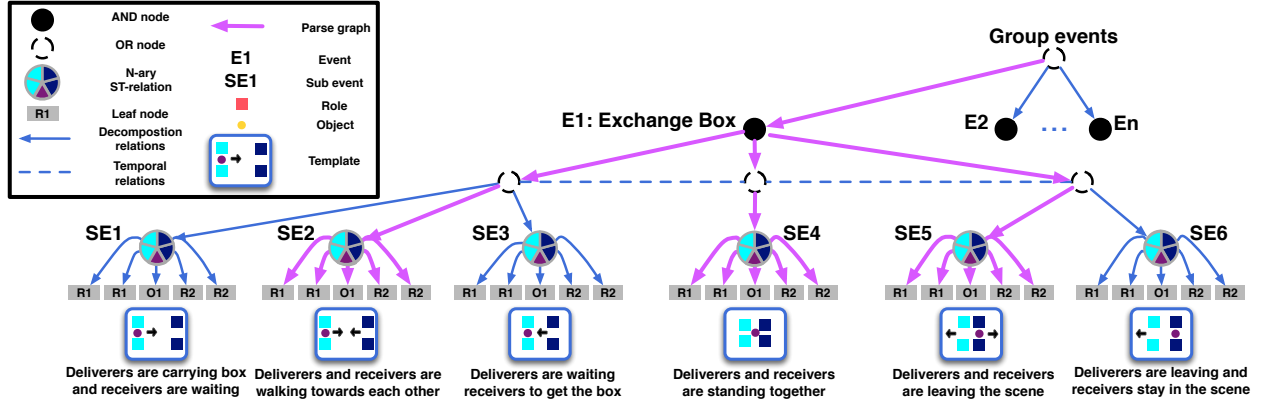 AND node
OR node
N-ary
ST-relation
R1
Leaf node
Decompostion
relations
Temporal
relations
Parse graph
E1
Event
SE1
Sub event
Role
Object
Template
Group events
E1: Exchange Box
E2
...
En
SE1
SE2
SE3
SE4
SE5
SE6
R1 R1 O1 R2 R2
R1 R1 O1 R2 R2
R1 R1 O1 R2 R2
R1 R1 O1 R2 R2
R1 R1 O1 R2 R2
R1 R1 O1 R2 R2
Deliverers are carrying box
and receivers are waiting
Deliverers and receivers are
walking towards each other
Deliverers are waiting
receivers to get the box
Deliverers and receivers
are standing together
Deliverers and receivers
are leaving the scene
Deliverers are leaving and
receivers stay in the scene